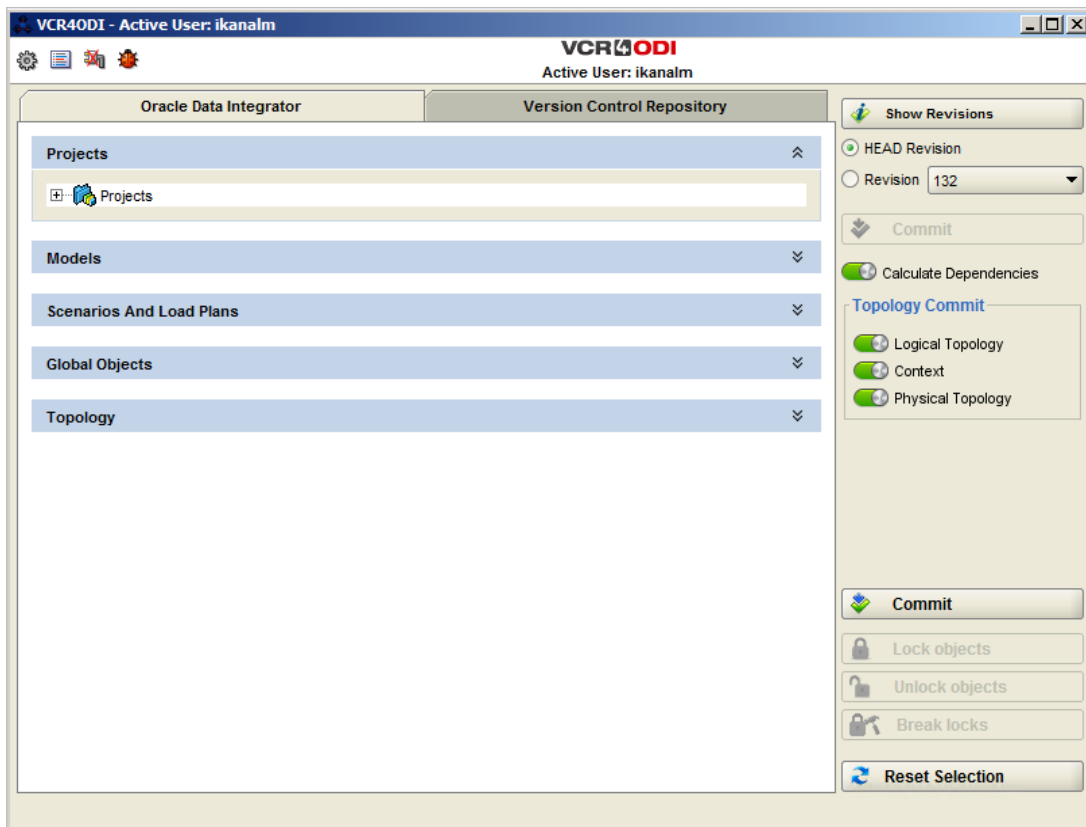 VCR4ODI - Active User: ikanalm
VCR4ODI
Active User: ikanalm
Oracle Data Integrator
Version Control Repository
Projects
Projects
Models
Scenarios And Load Plans
Global Objects
Topology
Show Revisions
HEAD Revision
Revision 132
Commit
Calculate Dependencies
Topology Commit
Logical Topology
Context
Physical Topology
Commit
Lock objects
Unlock objects
Break locks
Reset Selection